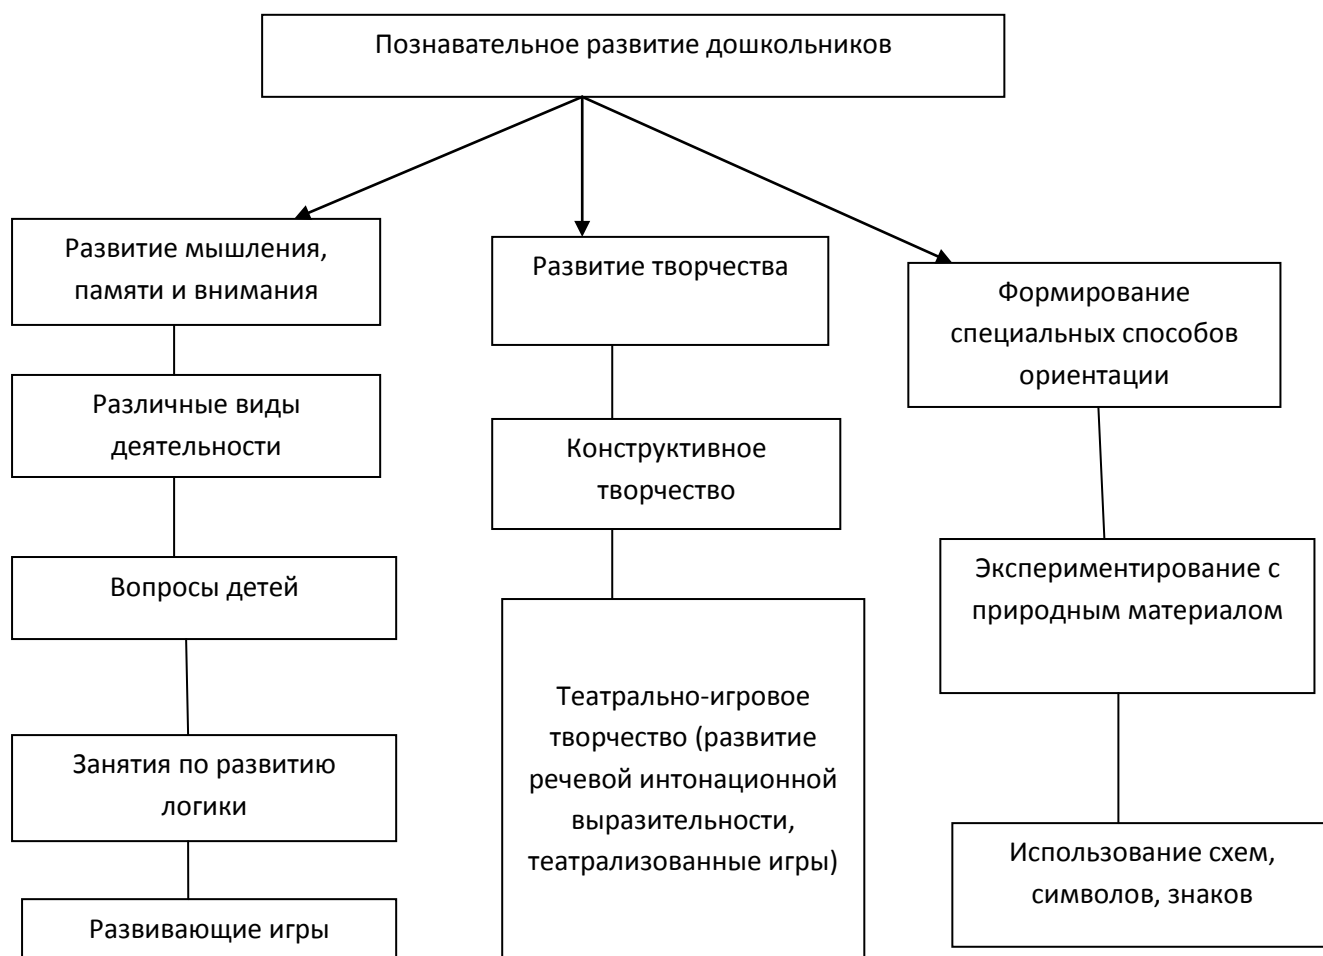 Познавательное развитие дошкольников
Развитие мышления,
памяти и внимания
Различные виды
деятельности
Вопросы детей
Занятия по развитию
логики
Развивающие игры
Развитие творчества
Конструктивное
творчество
Театрально-игровое
творчество (развитие
речевой интонационной
выразительности,
театрализованные игры)
Формирование
специальных способов
ориентации
Экспериментирование с
природным материалом
Использование схем,
символов, знаков